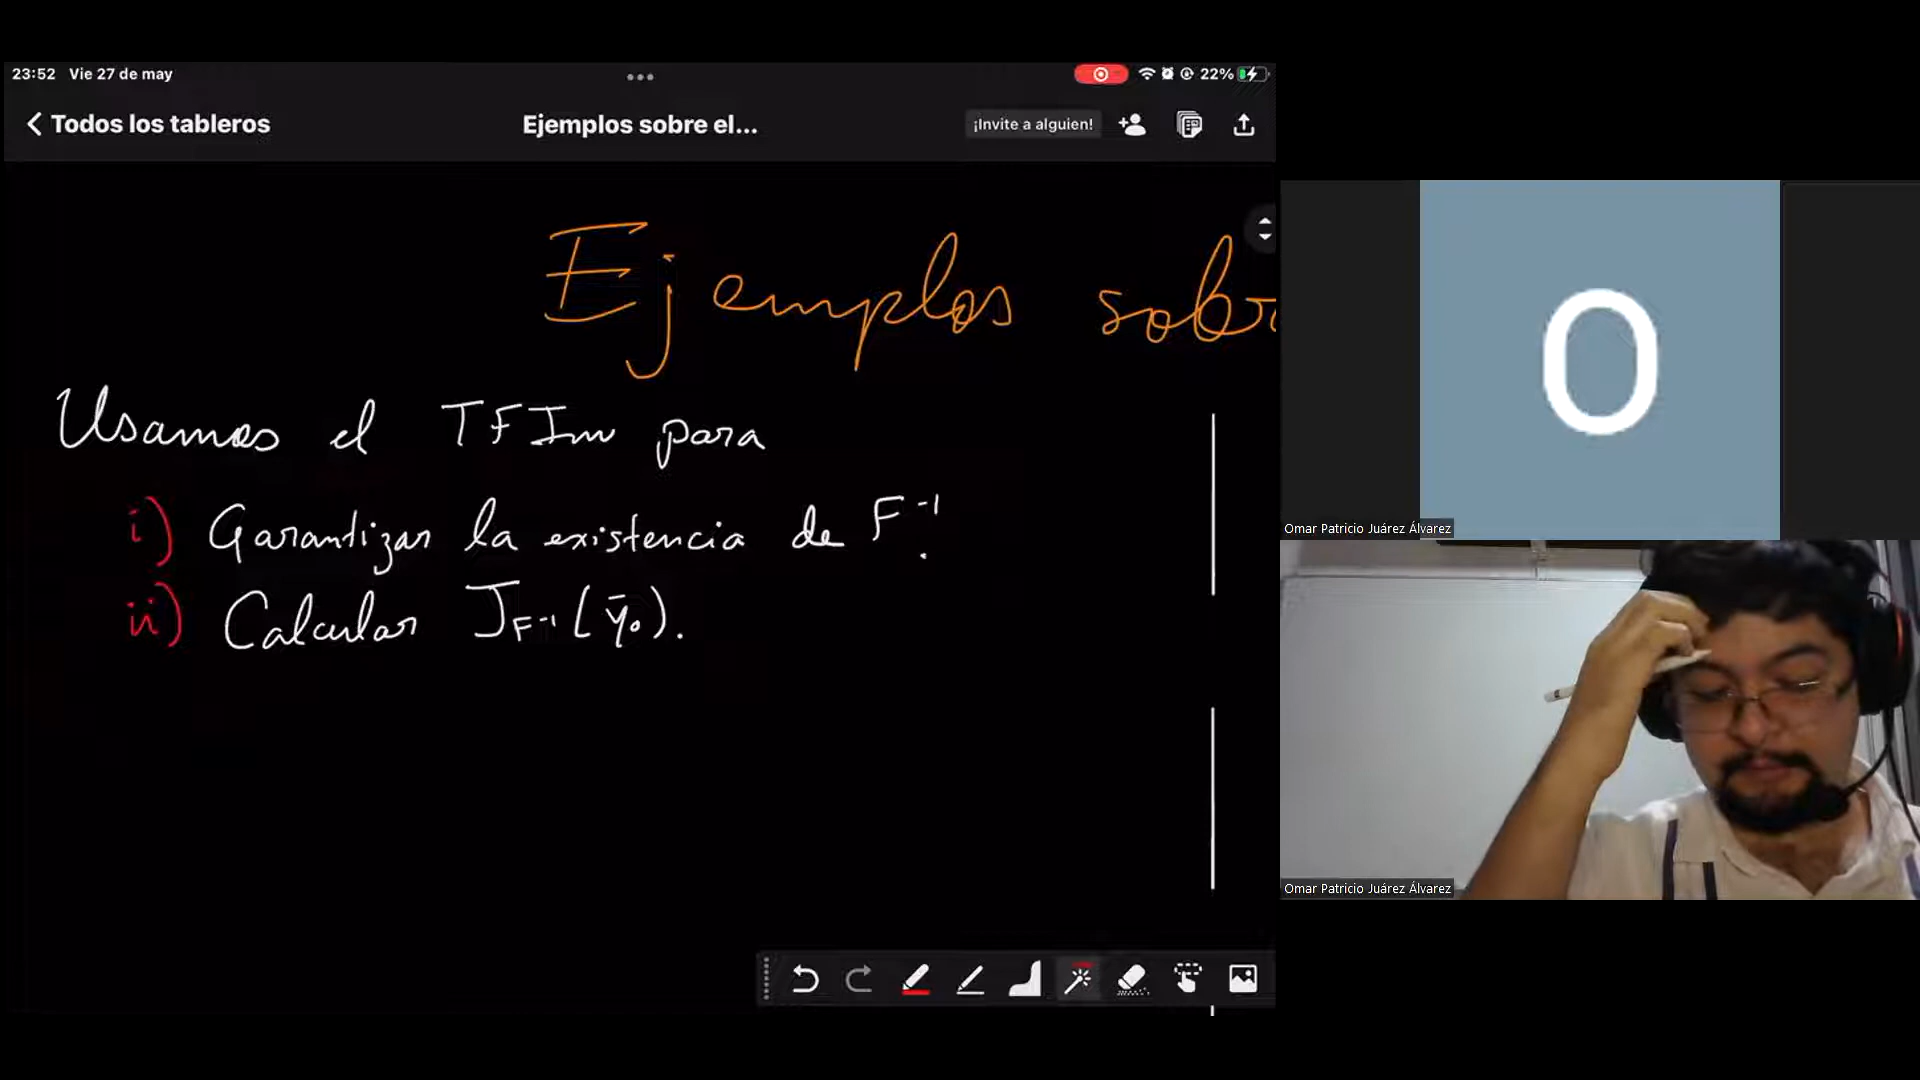 23:52 Vie 27 de may
22%
Todos los tableros
Ejemplos sobre el...
¡Invite a alguien!
Ejemplos sobr
Usamos el TFInv para
i) Garantizar la existencia de F⁻¹.
ii) Calcular J_F⁻¹(ȳ₀).
O
Omar Patricio Juárez Álvarez
Omar Patricio Juárez Álvarez